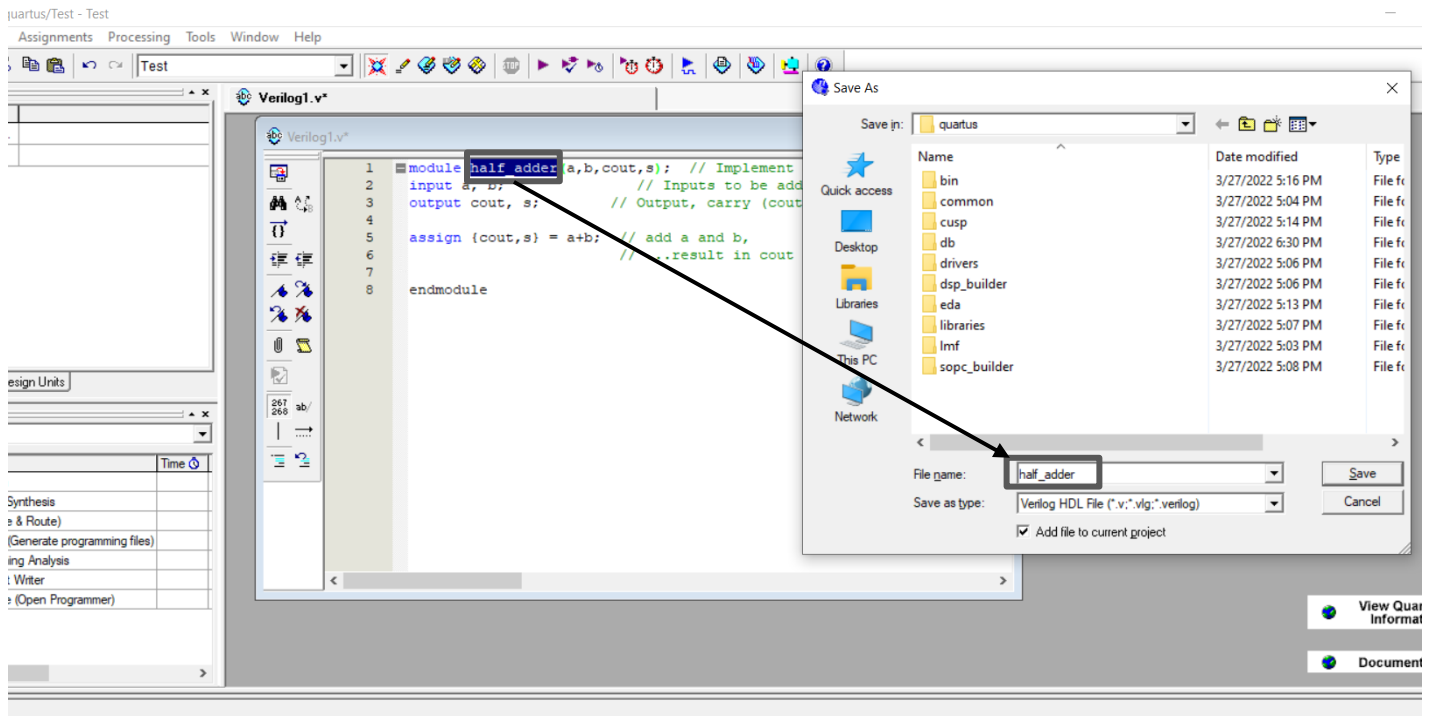 quartus/Test - Test
Assignments Processing Tools Window Help
Test
Verilog1.v*
Verilog1.v*
1 module half_adder(a,b,cout,s); // Implement
2 input a, b; // Inputs to be add
3 output cout, s; // Output, carry (cout
4
5 assign {cout,s} = a+b; // add a and b,
6 // ...result in cout
7
8 endmodule
267
268
ab/
esign Units
Time
Synthesis
e & Route)
(Generate programming files)
ing Analysis
t Writer
e (Open Programmer)
Save As
Save in: quartus
Name Date modified Type
bin 3/27/2022 5:16 PM File fo
common 3/27/2022 5:04 PM File fo
cusp 3/27/2022 5:14 PM File fo
db 3/27/2022 6:30 PM File fo
drivers 3/27/2022 5:06 PM File fo
dsp_builder 3/27/2022 5:06 PM File fo
eda 3/27/2022 5:13 PM File fo
libraries 3/27/2022 5:07 PM File fo
lmf 3/27/2022 5:03 PM File fo
sopc_builder 3/27/2022 5:08 PM File fo
Quick access
Desktop
Libraries
This PC
Network
File name: half_adder Save
Save as type: Verilog HDL File (*.v;*.vlg;*.verilog) Cancel
Add file to current project
View Quar
Informat
Document